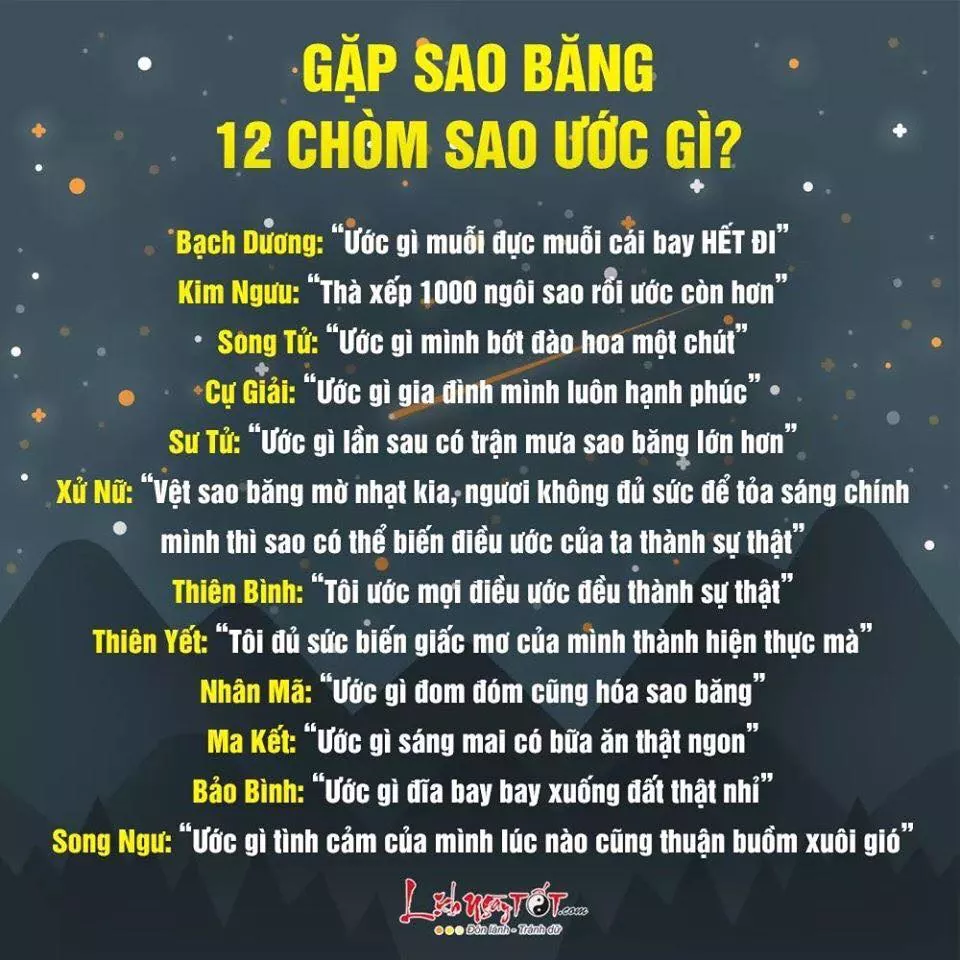 GẶP SAO BĂNG
12 CHÒM SAO ƯỚC GÌ?
Bạch Dương: “Ước gì muỗi đực muỗi cái bay HẾT ĐI”
Kim Ngưu: “Thà xếp 1000 ngôi sao rồi ước còn hơn”
Song Tử: “Ước gì mình bớt đào hoa một chút”
Cự Giải: “Ước gì gia đình mình luôn hạnh phúc”
Sư Tử: “Ước gì lần sau có trận mưa sao băng lớn hơn”
Xử Nữ: “Vệt sao băng mờ nhạt kia, ngươi không đủ sức để tỏa sáng chính
mình thì sao có thể biến điều ước của ta thành sự thật”
Thiên Bình: “Tôi ước mọi điều ước đều thành sự thật”
Thiên Yết: “Tôi đủ sức biến giấc mơ của mình thành hiện thực mà”
Nhân Mã: “Ước gì đom đóm cũng hóa sao băng”
Ma Kết: “Ước gì sáng mai có bữa ăn thật ngon”
Bảo Bình: “Ước gì đĩa bay bay xuống đất thật nhỉ”
Song Ngư: “Ước gì tình cảm của mình lúc nào cũng thuận buồm xuôi gió”
Lịch Ngày TỐT.com
Đón lành - Tránh dữ